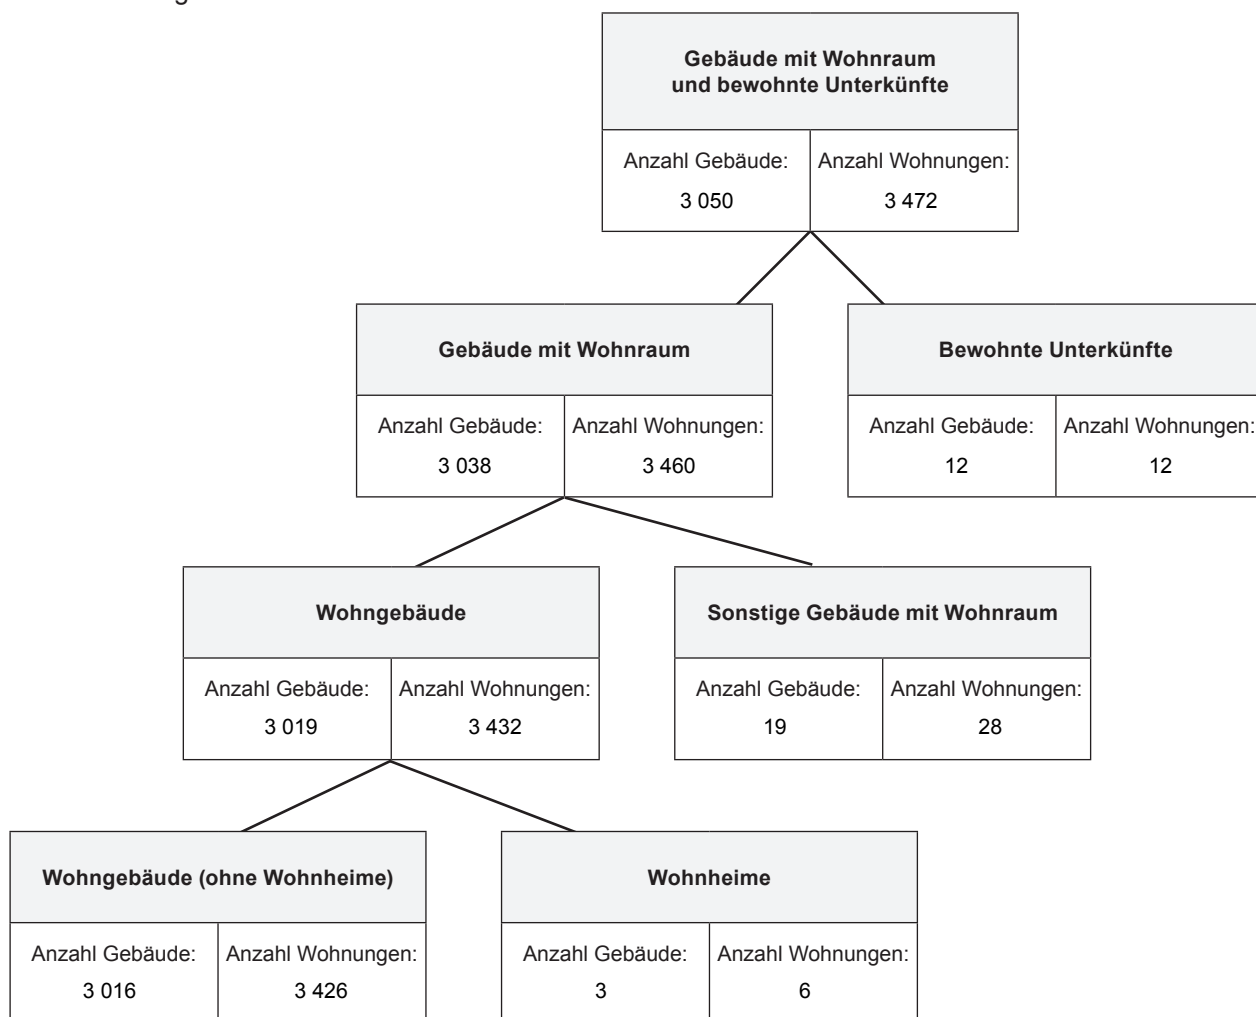 Gebäude mit Wohnraum
und bewohnte Unterkünfte
Anzahl Gebäude: Anzahl Wohnungen:
3 050 3 472
Gebäude mit Wohnraum
Anzahl Gebäude: Anzahl Wohnungen:
3 038 3 460
Bewohnte Unterkünfte
Anzahl Gebäude: Anzahl Wohnungen:
12 12
Wohngebäude
Anzahl Gebäude: Anzahl Wohnungen:
3 019 3 432
Sonstige Gebäude mit Wohnraum
Anzahl Gebäude: Anzahl Wohnungen:
19 28
Wohngebäude (ohne Wohnheime)
Anzahl Gebäude: Anzahl Wohnungen:
3 016 3 426
Wohnheime
Anzahl Gebäude: Anzahl Wohnungen:
3 6